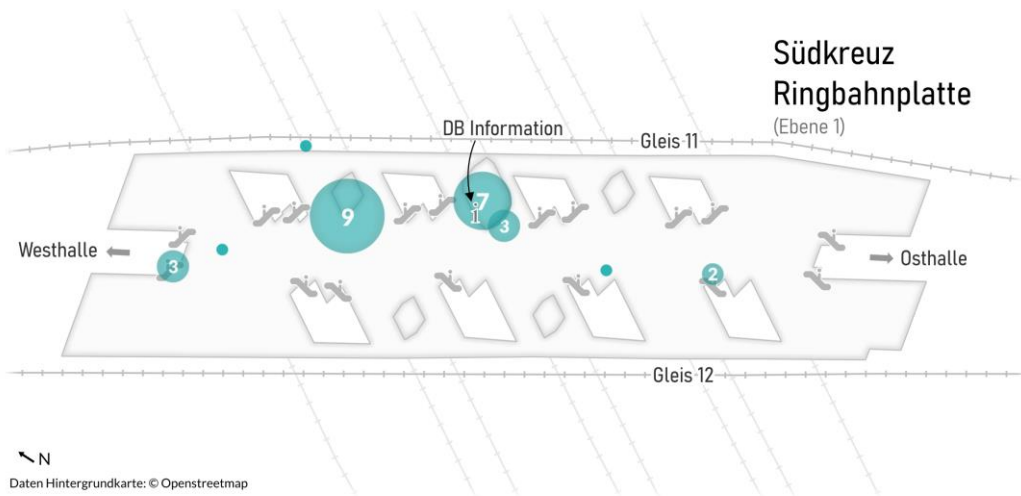 Südkreuz
Ringbahnplatte
(Ebene 1)
DB Information
Gleis 11
7
i
9
3
Westhalle
3
Osthalle
2
Gleis 12
N
Daten Hintergrundkarte: © Openstreetmap